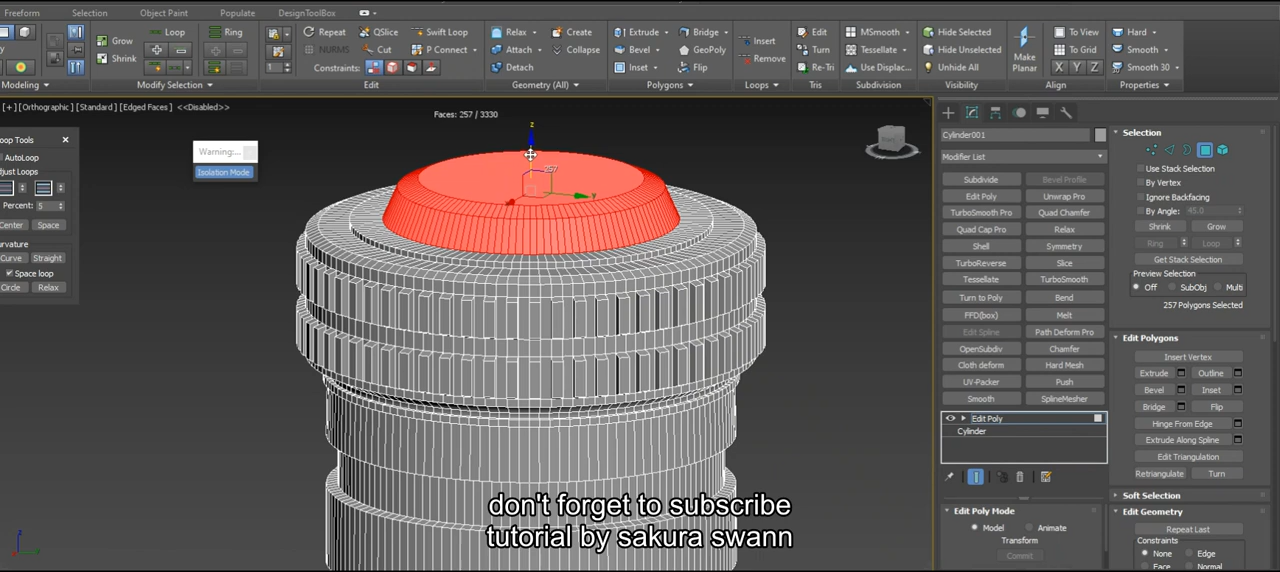 Freeform Selection Object Paint Populate DesignToolBox
Grow Loop Ring Repeat QSlice Swift Loop Relax Create Extrude Bridge Insert Edit MSmooth Hide Selected To View Hard
Shrink NURMS Cut P Connect Attach Collapse Bevel GeoPoly Remove Turn Tessellate Hide Unselected Make Planar To Grid Smooth
1 Constraints: Detach Inset Flip Re-Tri Use Displac... Unhide All X Y Z Smooth 30
Modeling Modify Selection Edit Geometry (All) Polygons Loops Tris Subdivision Visibility Align Properties
[+] [Orthographic] [Standard] [Edged Faces] <<Disabled>>
Faces: 257 / 3330
oop Tools
AutoLoop
djust Loops
Percent: 5
Center Space
urvature
Curve Straight
Space loop
Circle Relax
Warning:...
Isolation Mode
z
257
y
Cylinder001
Modifier List
Subdivide Bevel Profile
Edit Poly Unwrap Pro
TurboSmooth Pro Quad Chamfer
Quad Cap Pro Relax
Shell Symmetry
TurboReverse Slice
Tessellate TurboSmooth
Turn to Poly Bend
FFD(box) Melt
Edit Spline Path Deform Pro
OpenSubdiv Chamfer
Cloth deform Hard Mesh
UV-Packer Push
Smooth SplineMesher
Edit Poly
Cylinder
Edit Poly Mode
Model Animate
Transform
Commit
Selection
Use Stack Selection
By Vertex
Ignore Backfacing
By Angle: 45.0
Shrink Grow
Ring Loop
Get Stack Selection
Preview Selection
Off SubObj Multi
257 Polygons Selected
Edit Polygons
Insert Vertex
Extrude Outline
Bevel Inset
Bridge Flip
Hinge From Edge
Extrude Along Spline
Edit Triangulation
Retriangulate Turn
Soft Selection
Edit Geometry
Repeat Last
Constraints
None Edge
Face Normal
don't forget to subscribe
tutorial by sakura swann